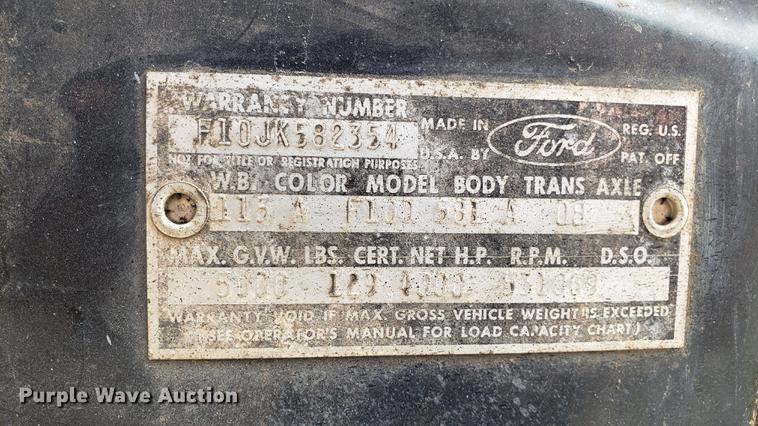 WARRANTY NUMBER
F10JK582354
MADE IN
U.S.A. BY
Ford
REG. U.S.
PAT. OFF
NOT FOR TITLE OR REGISTRATION PURPOSES
W.B. COLOR MODEL BODY TRANS AXLE
115 A F100 581 A 08
MAX. G.V.W. LBS. CERT. NET H.P. R.P.M. D.S.O.
5000 129 4000
WARRANTY VOID IF MAX. GROSS VEHICLE WEIGHT IS EXCEEDED
(SEE OPERATOR'S MANUAL FOR LOAD CAPACITY CHART)
Purple Wave Auction